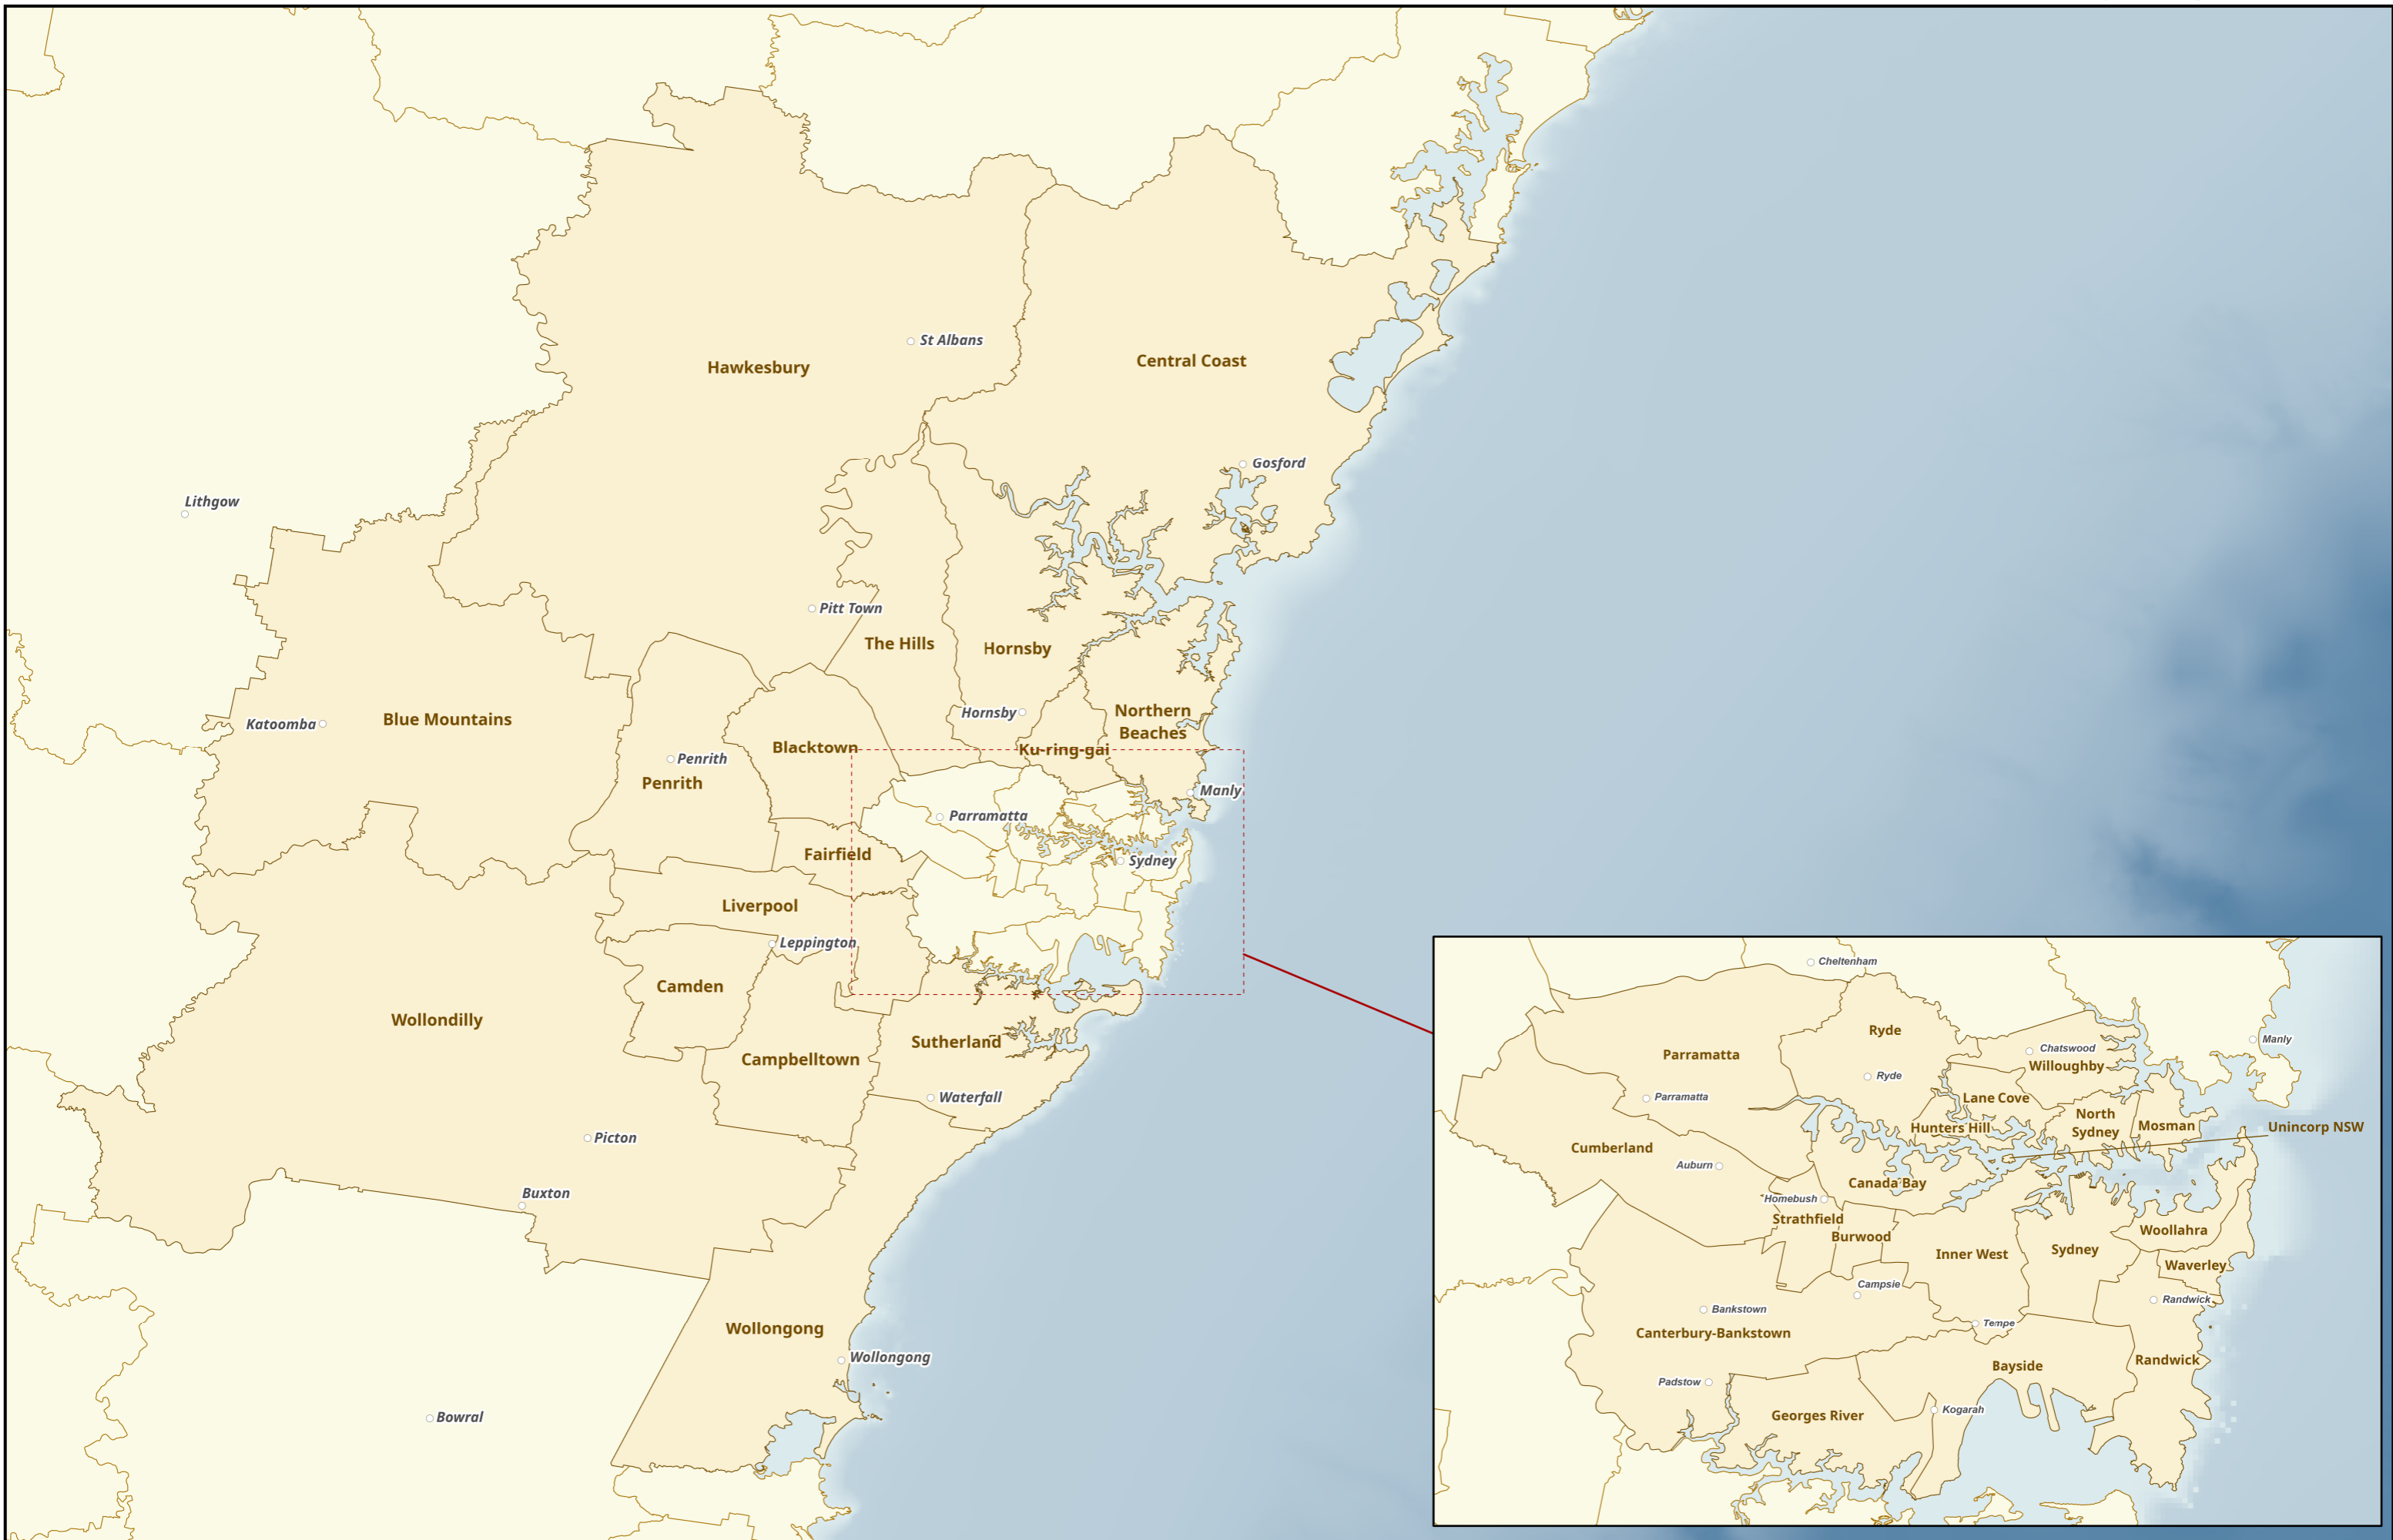 St Albans
Central Coast
Hawkesbury
Gosford
Lithgow
Pitt Town
The Hills
Hornsby
Northern
Beaches
Hornsby
Katoomba
Blue Mountains
Blacktown
Ku-ring-gai
Penrith
Penrith
Manly
Parramatta
Fairfield
Sydney
Liverpool
Leppington
Camden
Wollondilly
Sutherland
Campbelltown
Waterfall
Picton
Buxton
Wollongong
Wollongong
Bowral
Cheltenham
Ryde
Manly
Chatswood
Parramatta
Willoughby
Ryde
Parramatta
Lane Cove
North
Sydney
Mosman
Hunters Hill
Unincorp NSW
Cumberland
Auburn
Canada Bay
Homebush
Strathfield
Burwood
Woollahra
Sydney
Inner West
Waverley
Campsie
Randwick
Bankstown
Tempe
Canterbury-Bankstown
Randwick
Bayside
Padstow
Kogarah
Georges River